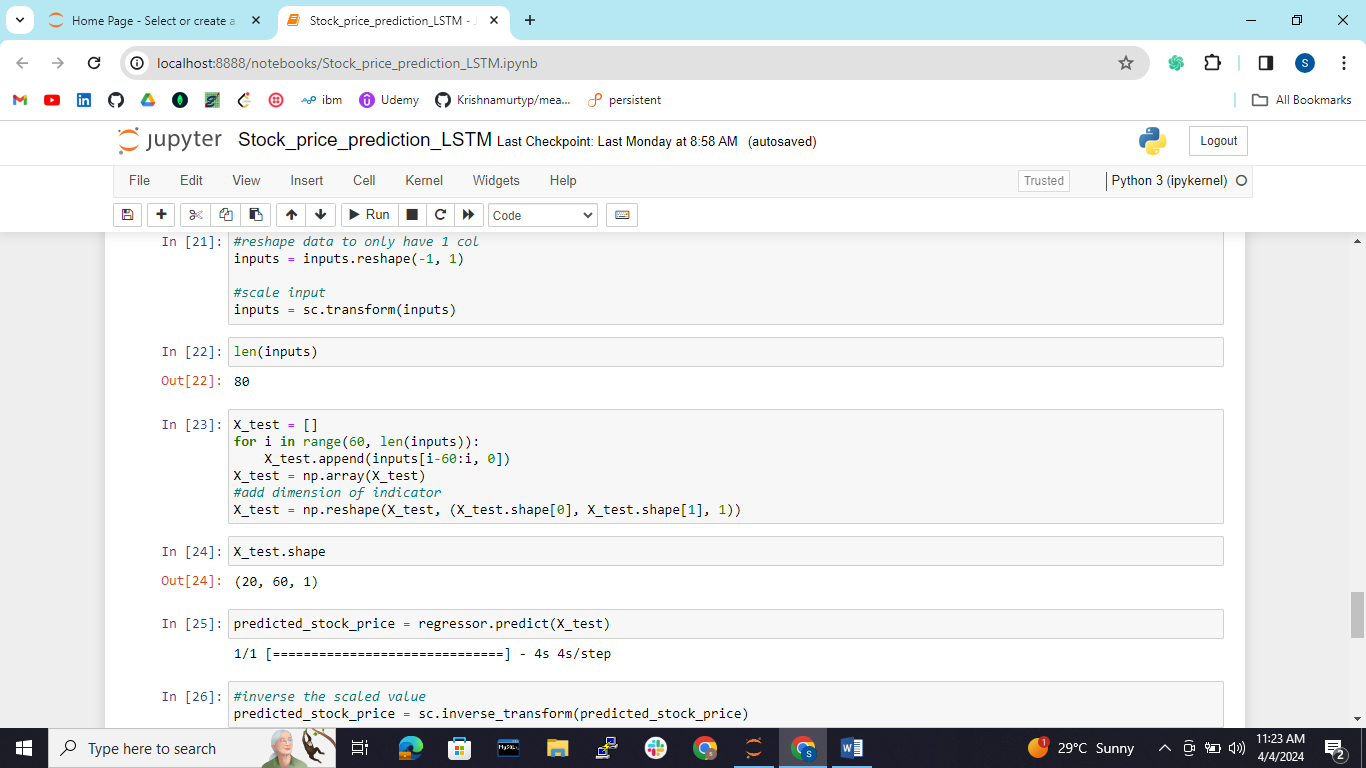 Home Page - Select or create a
Stock_price_prediction_LSTM - J
localhost:8888/notebooks/Stock_price_prediction_LSTM.ipynb
S
ibm
Udemy
Krishnamurtyp/mea...
persistent
All Bookmarks
jupyter
Stock_price_prediction_LSTM Last Checkpoint: Last Monday at 8:58 AM (autosaved)
Logout
File Edit View Insert Cell Kernel Widgets Help
Trusted
Python 3 (ipykernel)
Run
Code
In [21]: #reshape data to only have 1 col
inputs = inputs.reshape(-1, 1)
#scale input
inputs = sc.transform(inputs)
In [22]: len(inputs)
Out[22]: 80
In [23]: X_test = []
for i in range(60, len(inputs)):
    X_test.append(inputs[i-60:i, 0])
X_test = np.array(X_test)
#add dimension of indicator
X_test = np.reshape(X_test, (X_test.shape[0], X_test.shape[1], 1))
In [24]: X_test.shape
Out[24]: (20, 60, 1)
In [25]: predicted_stock_price = regressor.predict(X_test)
1/1 [==============================] - 4s 4s/step
In [26]: #inverse the scaled value
predicted_stock_price = sc.inverse_transform(predicted_stock_price)
Type here to search
MySQL
S
1
29°C Sunny
11:23 AM
4/4/2024
2